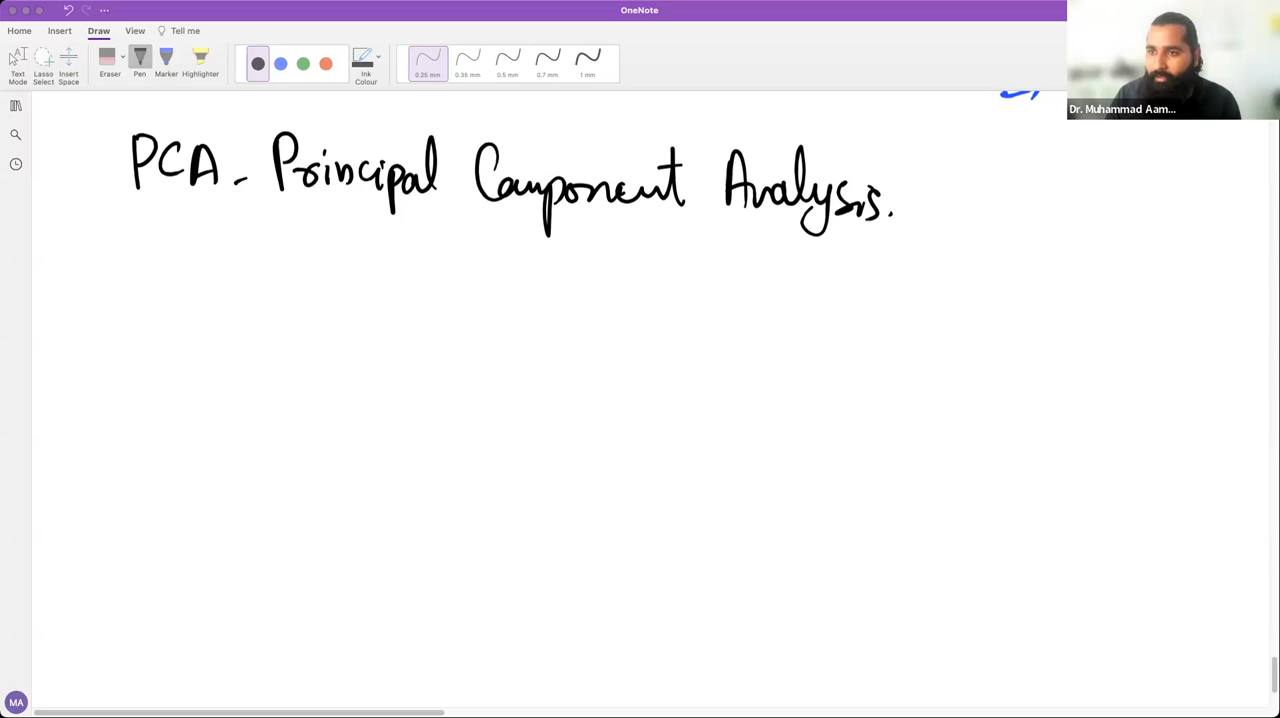 OneNote
Home Insert Draw View Tell me
Text Mode Lasso Select Insert Space Eraser Pen Marker Highlighter Ink Colour 0.25 mm 0.35 mm 0.5 mm 0.7 mm 1 mm
Dr. Muhammad Aam...
PCA - Principal Component Analysis.
MA